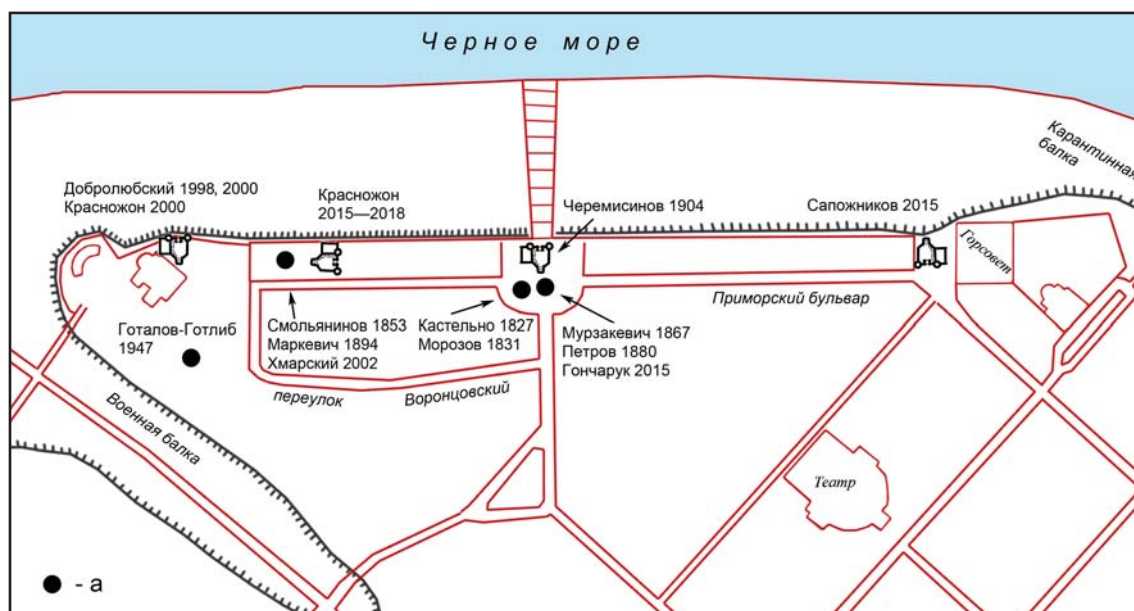 Черное море
Карантинная
балка
Добролюбский 1998, 2000
Красножон 2000
Красножон
2015—2018
Черемисинов 1904
Сапожников 2015
Горсовет
Приморский бульвар
Готалов-Готлиб
1947
Смольянинов 1853
Маркевич 1894
Хмарский 2002
Кастельно 1827
Морозов 1831
Мурзакевич 1867
Петров 1880
Гончарук 2015
переулок
Воронцовский
Военная балка
Театр
- а